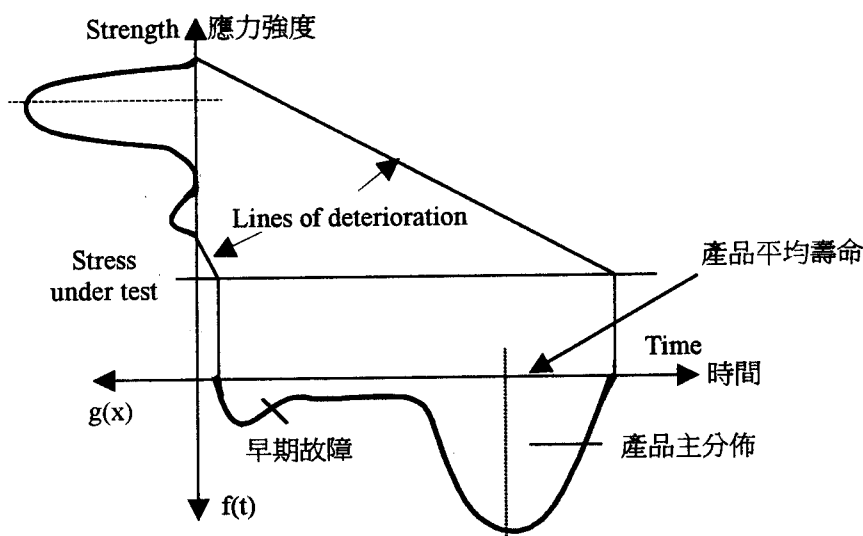 Strength 應力強度
Lines of deterioration
Stress
under test
產品平均壽命
Time
時間
g(x)
早期故障
產品主分佈
f(t)